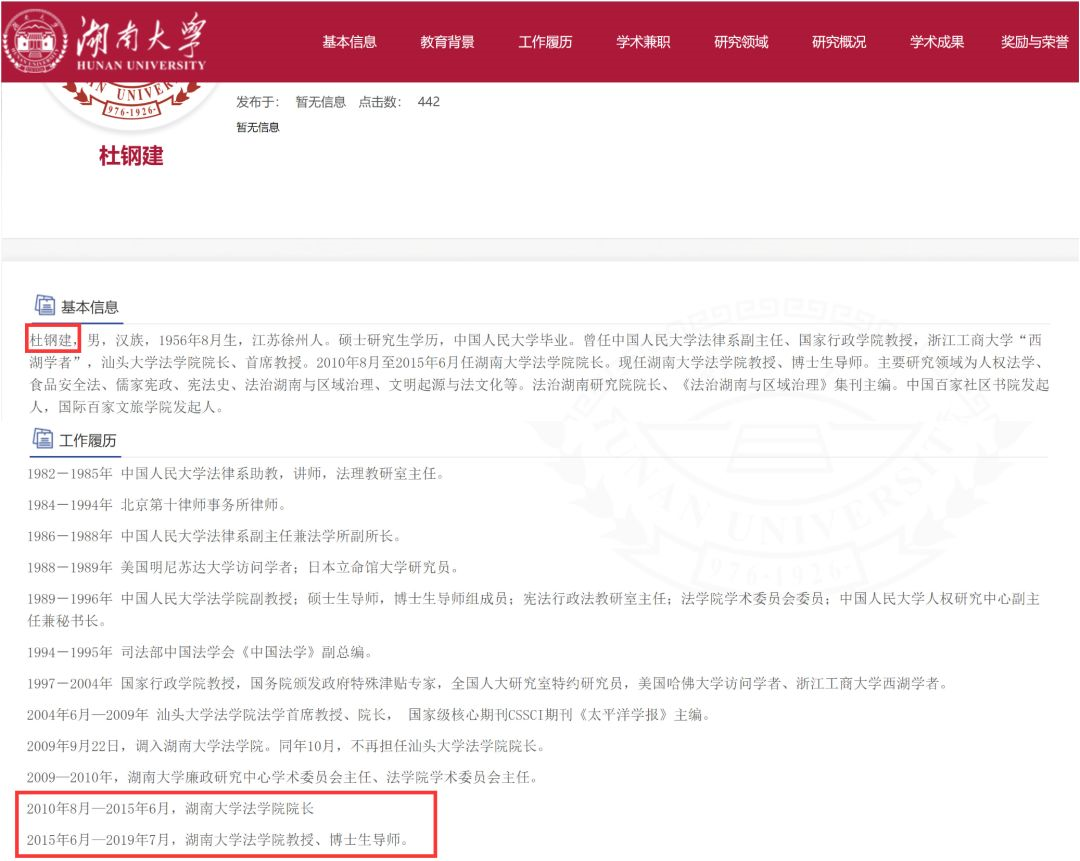 湖南大学
HUNAN UNIVERSITY
基本信息 教育背景 工作履历 学术兼职 研究领域 研究概况 学术成果 奖励与荣誉
AN UNIVER
976-1926-
发布于： 暂无信息 点击数： 442
暂无信息
杜钢建
基本信息
杜钢建，男，汉族，1956年8月生，江苏徐州人。硕士研究生学历，中国人民大学毕业。曾任中国人民大学法律系副主任、国家行政学院教授，浙江工商大学“西
湖学者”，汕头大学法学院院长、首席教授。2010年8月至2015年6月任湖南大学法学院院长。现任湖南大学法学院教授、博士生导师。主要研究领域为人权法学、
食品安全法、儒家宪政、宪法史、法治湖南与区域治理、文明起源与法文化等。法治湖南研究院院长、《法治湖南与区域治理》集刊主编。中国百家社区书院发起
人，国际百家文旅学院发起人。
工作履历
1982－1985年 中国人民大学法律系助教，讲师，法理教研室主任。
1984－1994年 北京第十律师事务所律师。
1986－1988年 中国人民大学法律系副主任兼法学所副所长。
1988－1989年 美国明尼苏达大学访问学者；日本立命馆大学研究员。
1989－1996年 中国人民大学法学院副教授；硕士生导师，博士生导师组成员；宪法行政法教研室主任；法学院学术委员会委员；中国人民大学人权研究中心副主
任兼秘书长。
1994－1995年 司法部中国法学会《中国法学》副总编。
1997－2004年 国家行政学院教授，国务院颁发政府特殊津贴专家，全国人大研究室特约研究员，美国哈佛大学访问学者、浙江工商大学西湖学者。
2004年6月—2009年 汕头大学法学院法学首席教授、院长， 国家级核心期刊CSSCI期刊《太平洋学报》主编。
2009年9月22日，调入湖南大学法学院。同年10月，不再担任汕头大学法学院院长。
2009—2010年，湖南大学廉政研究中心学术委员会主任、法学院学术委员会主任。
2010年8月—2015年6月，湖南大学法学院院长
2015年6月—2019年7月，湖南大学法学院教授、博士生导师。
HUNAN UNIVERSITY
976-1926-